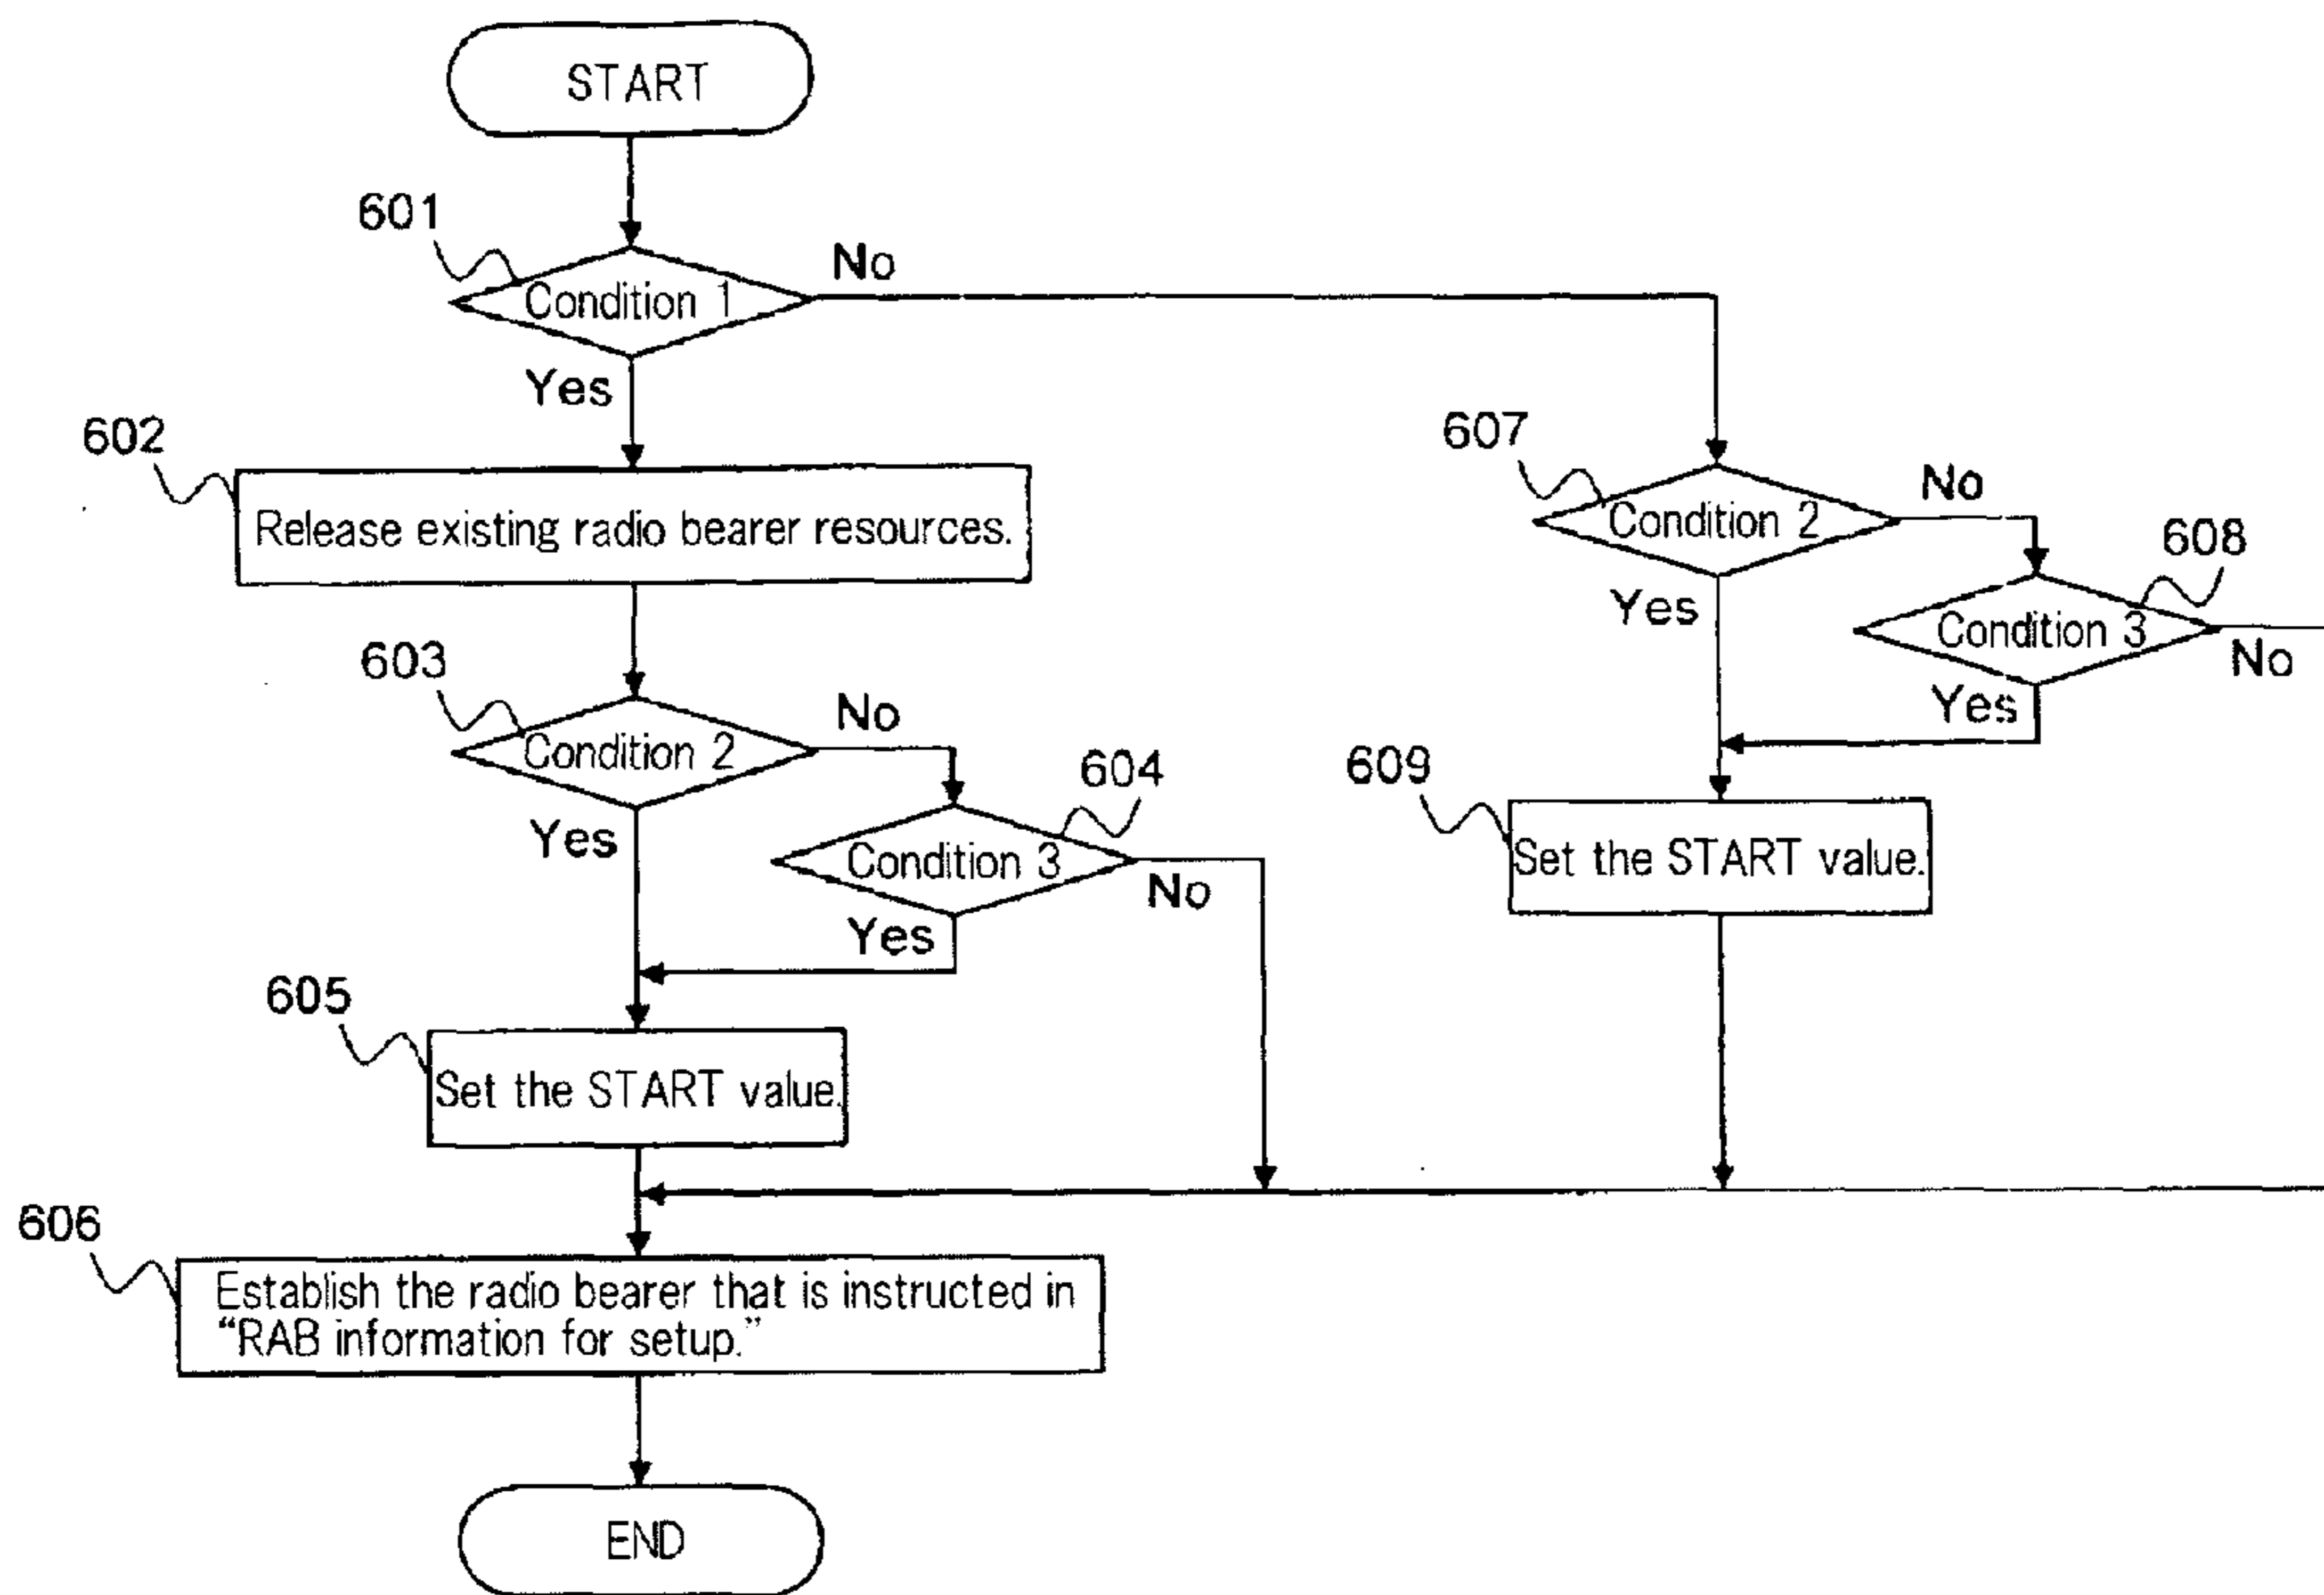 START
601
Condition 1
No
Yes
602
Release existing radio bearer resources.
603
Condition 2
No
Yes
604
Condition 3
No
Yes
605
Set the START value.
606
Establish the radio bearer that is instructed in
“RAB information for setup.”
END
607
Condition 2
No
Yes
608
Condition 3
No
Yes
609
Set the START value.